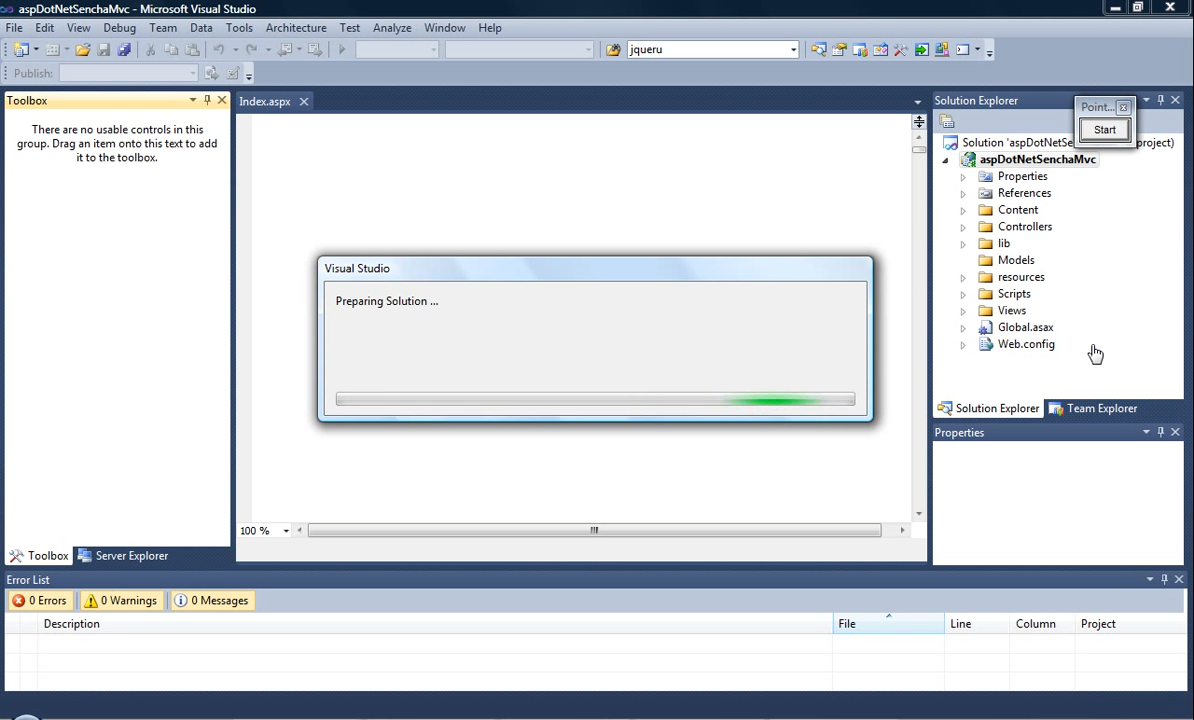 aspDotNetSenchaMvc - Microsoft Visual Studio
File Edit View Debug Team Data Tools Architecture Test Analyze Window Help
jqueru
Publish:
Toolbox
There are no usable controls in this
group. Drag an item onto this text to add
it to the toolbox.
Toolbox Server Explorer
Index.aspx
100 %
Visual Studio
Preparing Solution ...
Solution Explorer
Point...
Start
Solution 'aspDotNetSe project)
aspDotNetSenchaMvc
Properties
References
Content
Controllers
lib
Models
resources
Scripts
Views
Global.asax
Web.config
Solution Explorer Team Explorer
Properties
Error List
0 Errors 0 Warnings 0 Messages
Description File Line Column Project